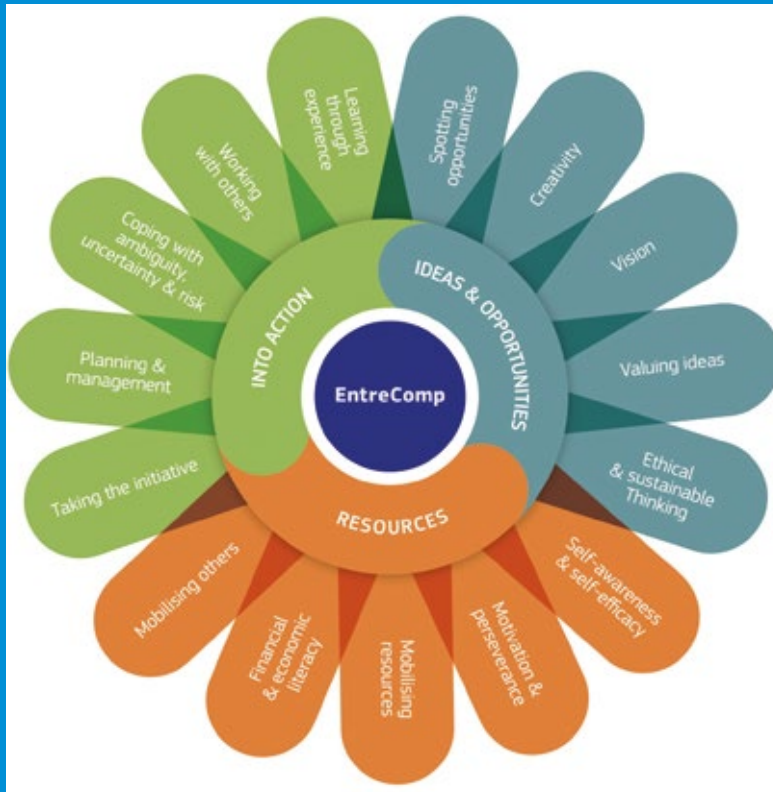 EntreComp
IDEAS & OPPORTUNITIES
Spotting
opportunities
Creativity
Vision
Valuing ideas
Ethical
& sustainable
Thinking
RESOURCES
Self-awareness
& self-efficacy
Motivation &
perseverance
Mobilising
resources
Financial
& economic
literacy
Mobilising others
INTO ACTION
Taking the initiative
Planning &
management
Coping with
ambiguity,
uncertainty & risk
Working
with others
Learning
through
experience